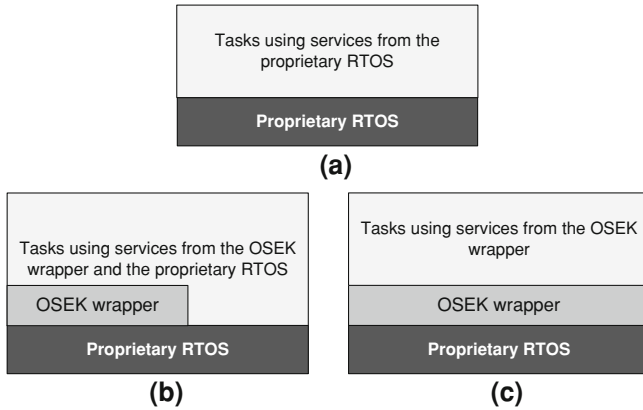 Tasks using services from the
proprietary RTOS
Proprietary RTOS
(a)
Tasks using services from the OSEK
wrapper and the proprietary RTOS
OSEK wrapper
Proprietary RTOS
(b)
Tasks using services from the OSEK
wrapper
OSEK wrapper
Proprietary RTOS
(c)